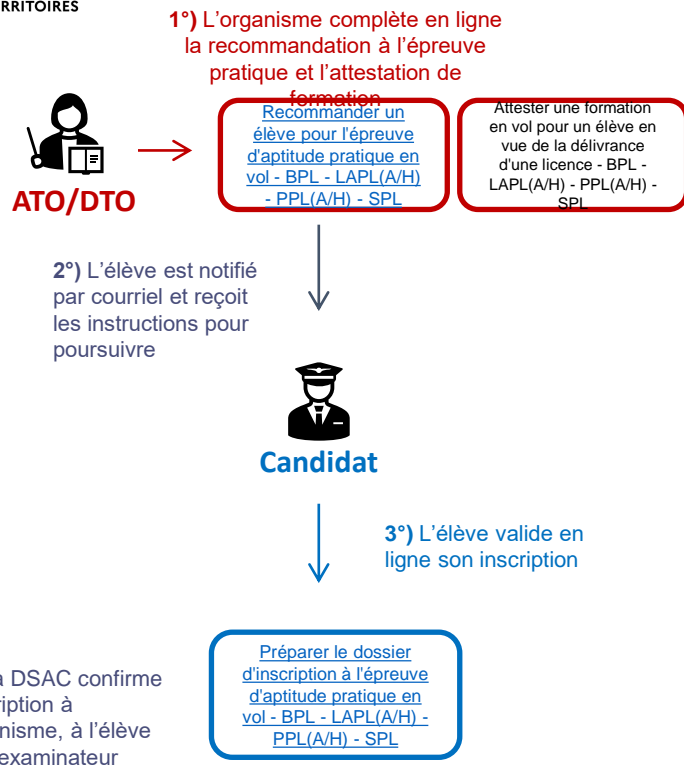 RRITOIRES
1°) L'organisme complète en ligne
la recommandation à l'épreuve
pratique et l'attestation de
formation
Recommander un
élève pour l'épreuve
d'aptitude pratique en
vol - BPL - LAPL(A/H)
- PPL(A/H) - SPL
Attester une formation
en vol pour un élève en
vue de la délivrance
d'une licence - BPL -
LAPL(A/H) - PPL(A/H) -
SPL
ATO/DTO
2°) L'élève est notifié
par courriel et reçoit
les instructions pour
poursuivre
Candidat
3°) L'élève valide en
ligne son inscription
Préparer le dossier
d'inscription à l'épreuve
d'aptitude pratique en
vol - BPL - LAPL(A/H) -
PPL(A/H) - SPL
a DSAC confirme
cription à
anisme, à l'élève
examinateur